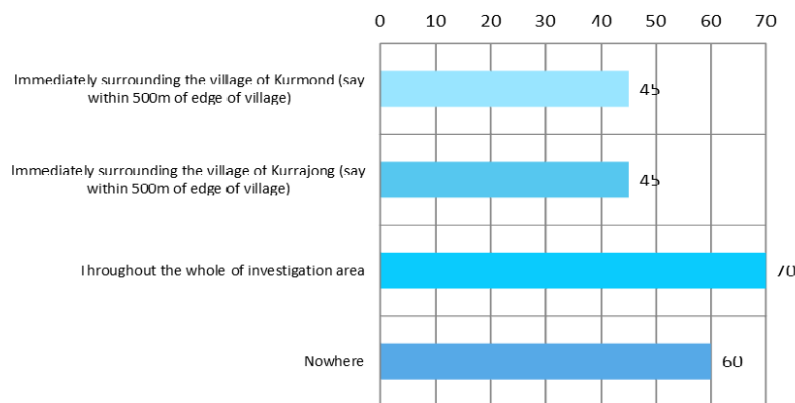 0 10 20 30 40 50 60 70
Immediately surrounding the village of Kurmond (say
within 500m of edge of village)
45
Immediately surrounding the village of Kurrajong (say
within 500m of edge of village)
45
Throughout the whole of investigation area
70
Nowhere
60